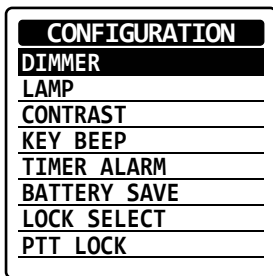 CONFIGURATION
DIMMER
LAMP
CONTRAST
KEY BEEP
TIMER ALARM
BATTERY SAVE
LOCK SELECT
PTT LOCK